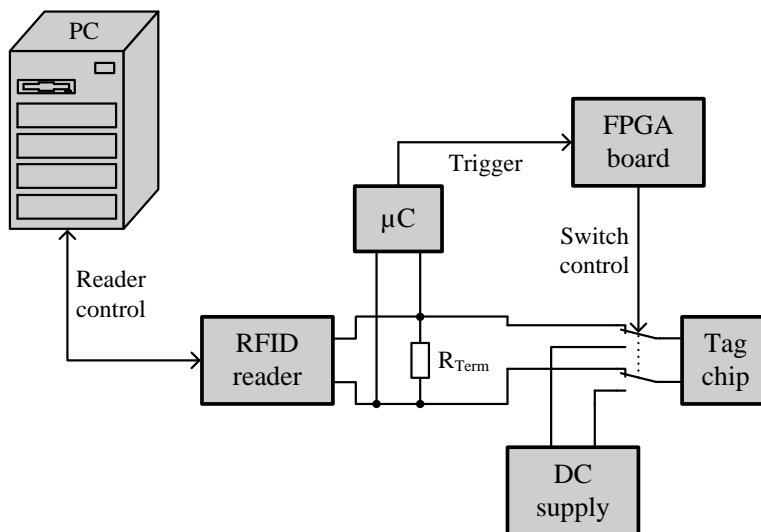 PC
FPGA
board
Trigger
µC
Switch
control
Reader
control
RFID
reader
R_Term
Tag
chip
DC
supply